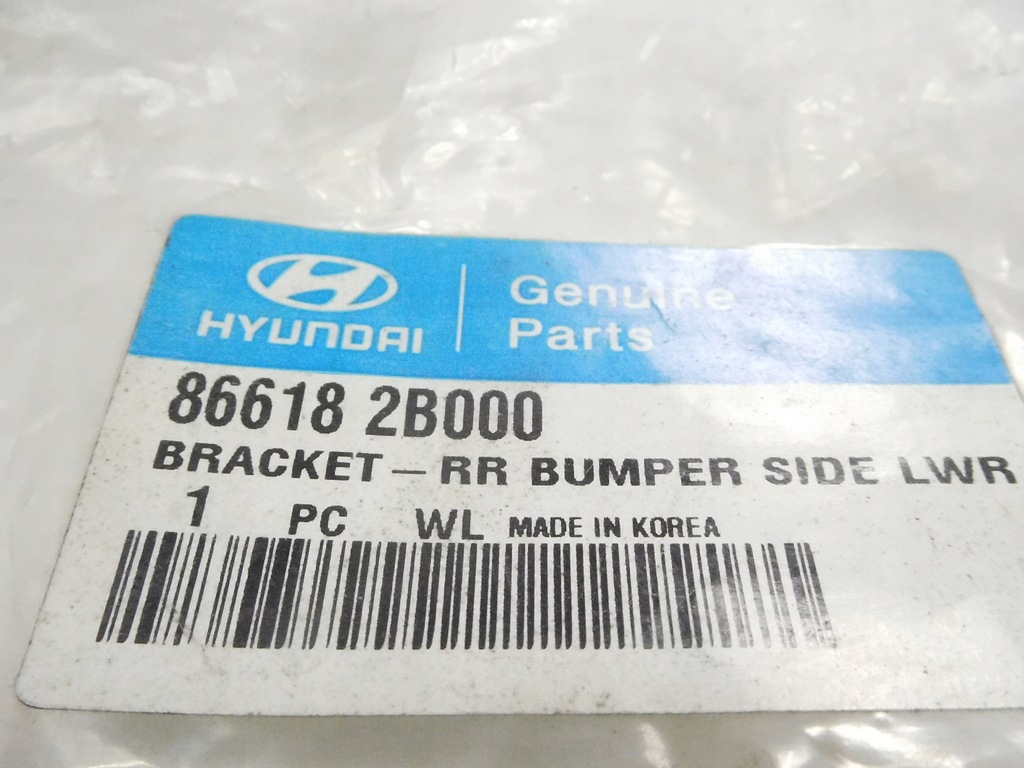 HYUNDAI
Genuine
Parts
86618 2B000
BRACKET-RR BUMPER SIDE LWR
1 PC WL MADE IN KOREA